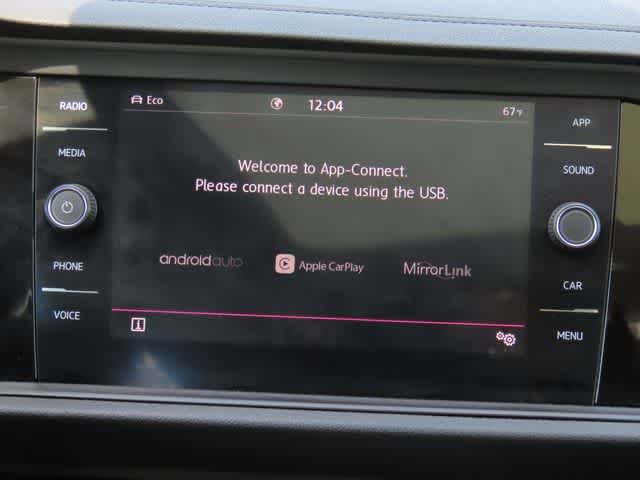 RADIO
MEDIA
PHONE
VOICE
Eco
12:04
67°F
Welcome to App-Connect.
Please connect a device using the USB.
androidauto
Apple CarPlay
MirrorLink
i
APP
SOUND
CAR
MENU